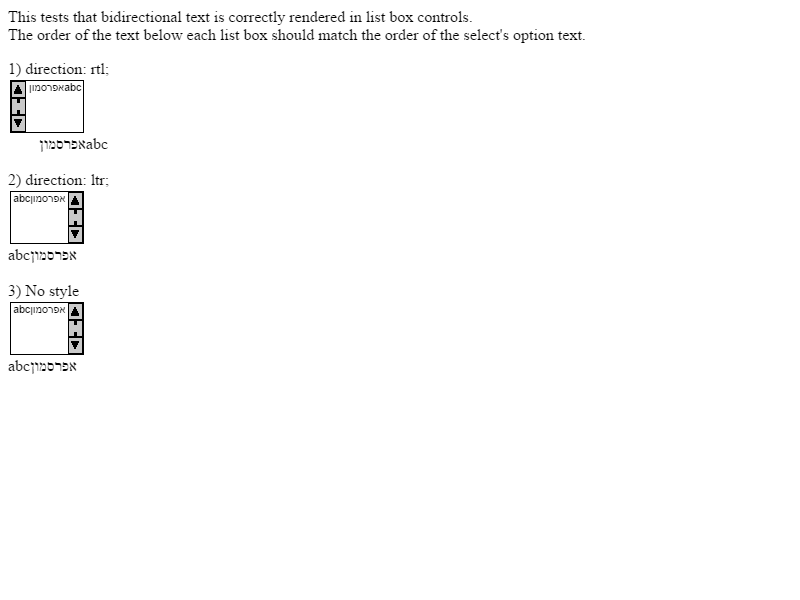 This tests that bidirectional text is correctly rendered in list box controls.
The order of the text below each list box should match the order of the select's option text.
1) direction: rtl;
abcאפרסמון
abcאפרסמון
2) direction: ltr;
abcאפרסמון
abcאפרסמון
3) No style
abcאפרסמון
abcאפרסמון